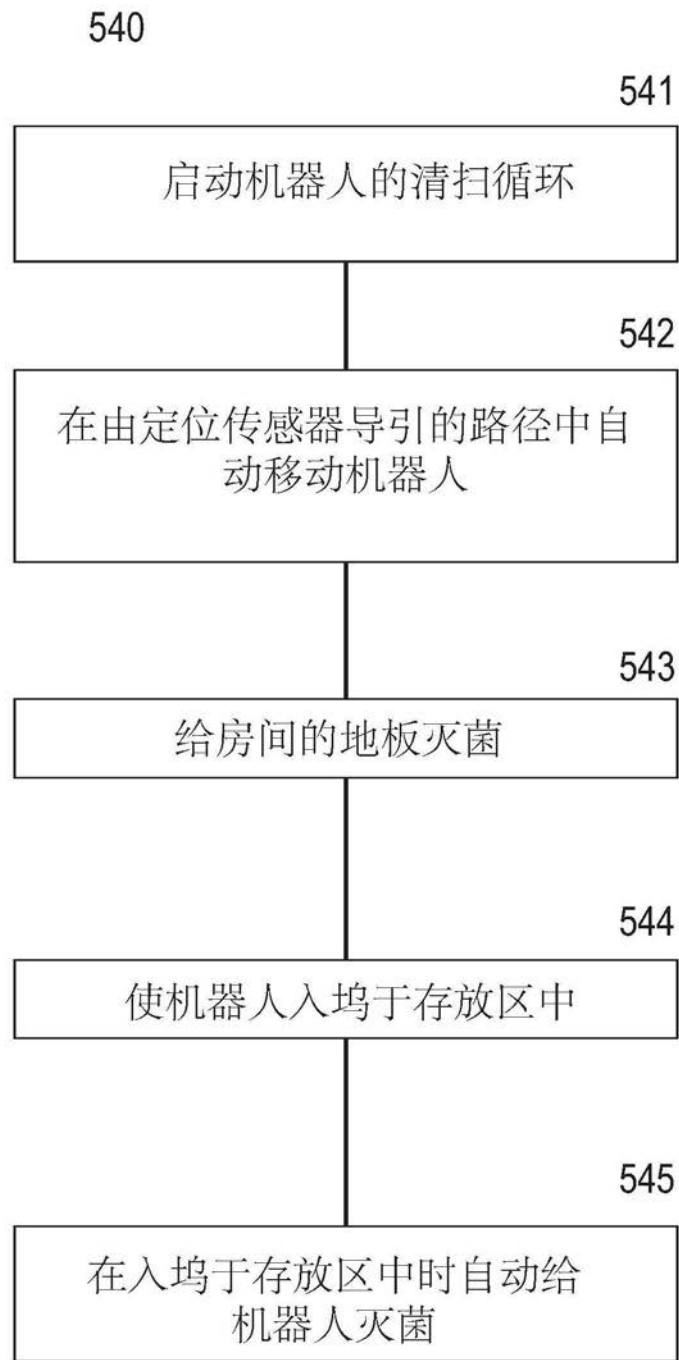 540
541
启动机器人的清扫循环
542
在由定位传感器导引的路径中自
动移动机器人
543
给房间的地板灭菌
544
使机器人入坞于存放区中
545
在入坞于存放区中时自动给
机器人灭菌